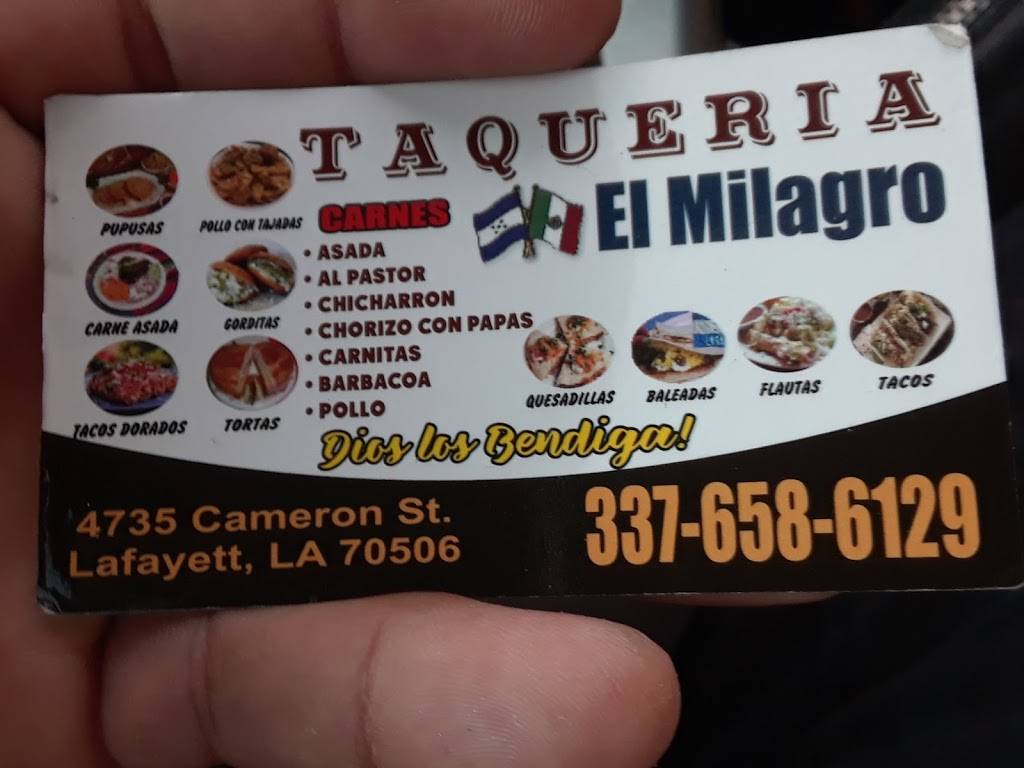 TAQUERIA
El Milagro
PUPUSAS
POLLO CON TAJADAS
CARNE ASADA
GORDITAS
TACOS DORADOS
TORTAS
CARNES
• ASADA
• AL PASTOR
• CHICHARRON
• CHORIZO CON PAPAS
• CARNITAS
• BARBACOA
• POLLO
QUESADILLAS
BALEADAS
FLAUTAS
TACOS
Dios los Bendiga!
4735 Cameron St.
Lafayett, LA 70506
337-658-6129